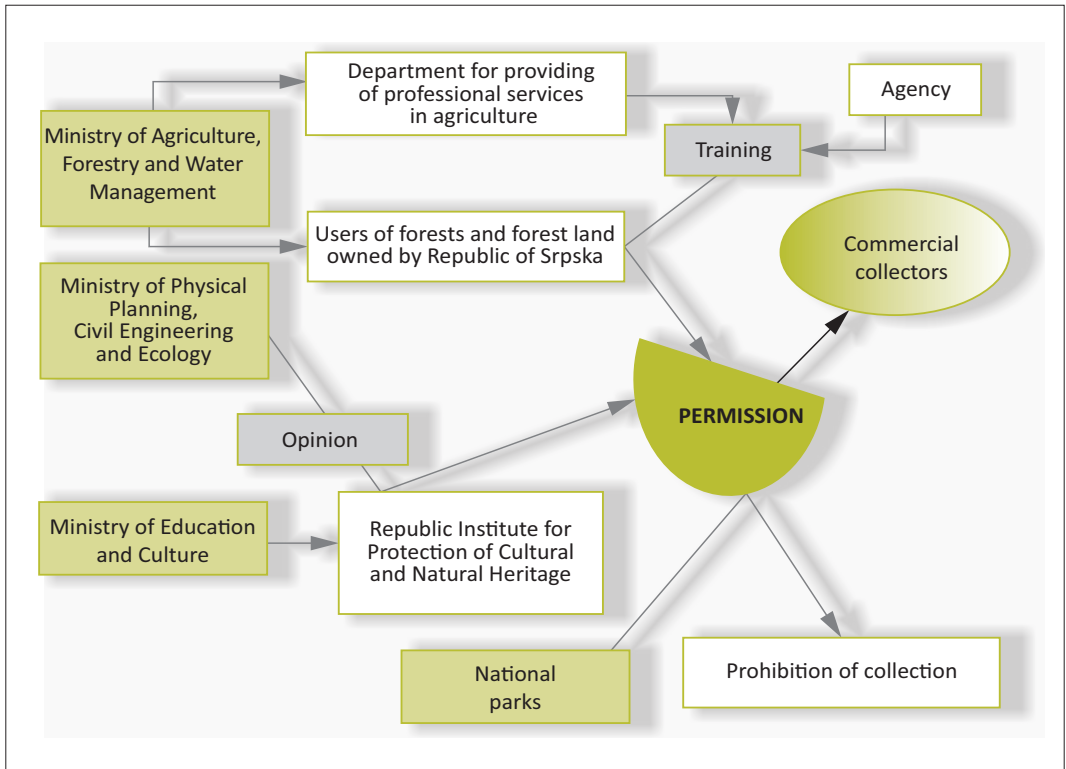 Department for providing
of professional services
in agriculture
Agency
Ministry of Agriculture,
Forestry and Water
Management
Training
Users of forests and forest land
owned by Republic of Srpska
Commercial
collectors
Ministry of Physical
Planning,
Civil Engineering
and Ecology
PERMISSION
Opinion
Ministry of Education
and Culture
Republic Institute for
Protection of Cultural
and Natural Heritage
National
parks
Prohibition of collection